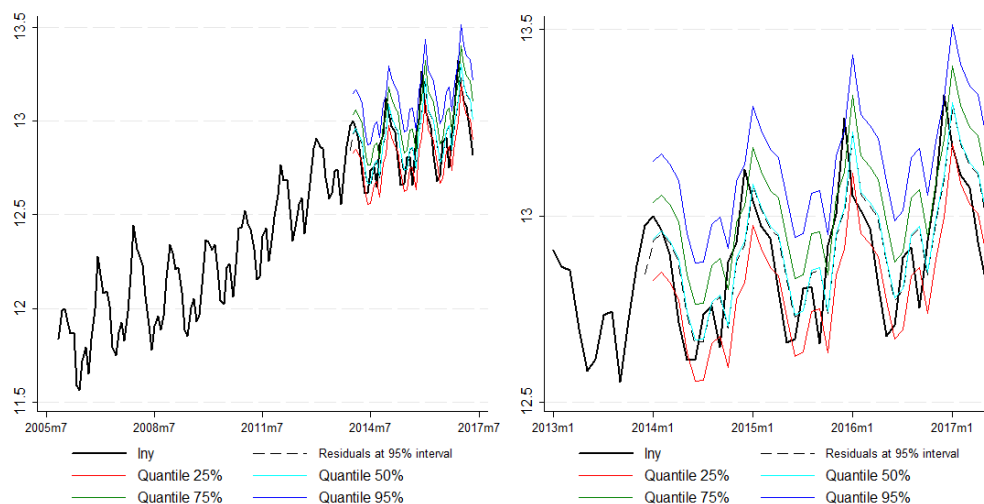 13.5
13
12.5
12
11.5
2005m7 2008m7 2011m7 2014m7 2017m7
lny Residuals at 95% interval
Quantile 25% Quantile 50%
Quantile 75% Quantile 95%
13.5
13
12.5
2013m1 2014m1 2015m1 2016m1 2017m1
lny Residuals at 95% interval
Quantile 25% Quantile 50%
Quantile 75% Quantile 95%